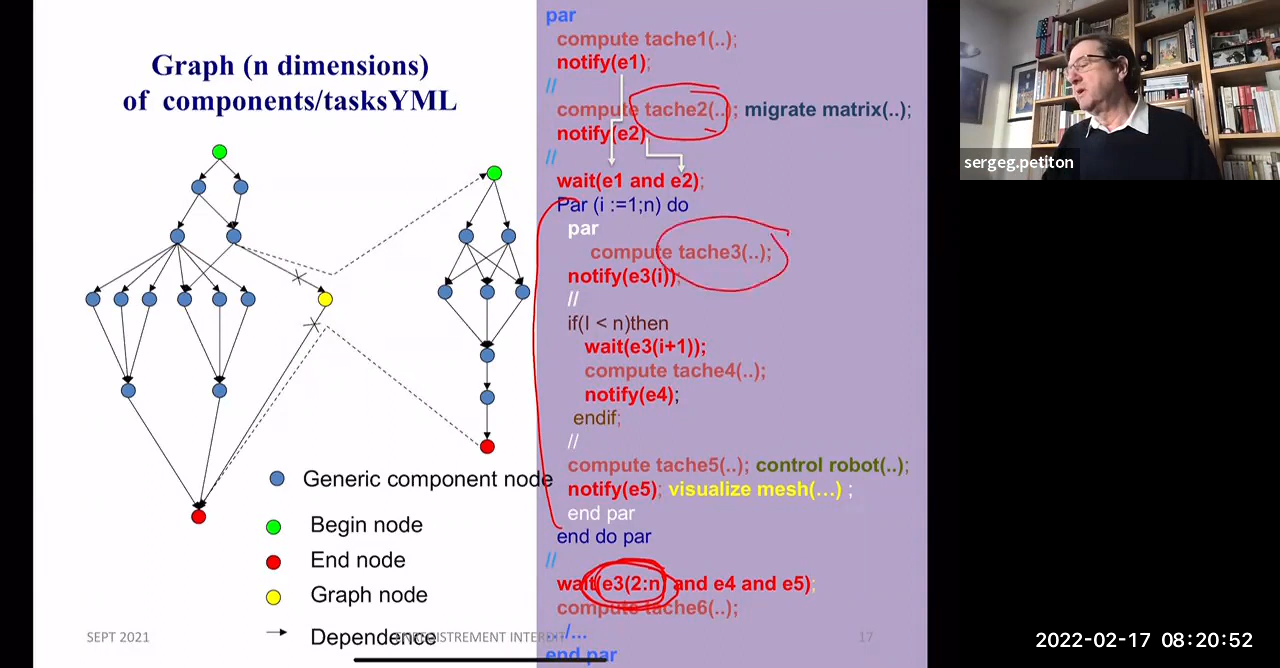 Graph (n dimensions)
of components/tasksYML
Generic component node
Begin node
End node
Graph node
Dependence
SEPT 2021
ENREGISTREMENT INTERDIT
17
par
compute tache1(..);
notify(e1);
//
compute tache2(..); migrate matrix(..);
notify(e2)
//
wait(e1 and e2);
Par (i :=1;n) do
par
compute tache3(..);
notify(e3(i));
//
if(I < n)then
wait(e3(i+1));
compute tache4(..);
notify(e4);
endif;
//
compute tache5(..); control robot(..);
notify(e5); visualize mesh(...) ;
end par
end do par
//
wait(e3(2:n) and e4 and e5);
compute tache6(..);
../...
end par
sergeg.petiton
2022-02-17 08:20:52